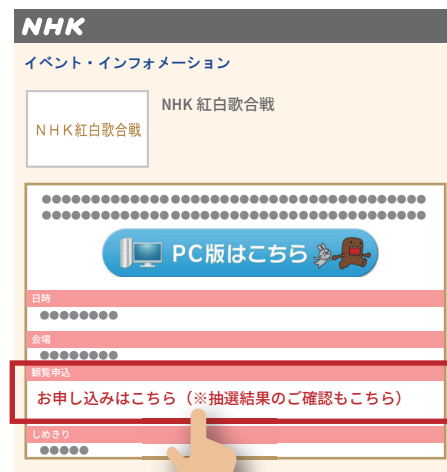 NHK
イベント・インフォメーション
NHK 紅白歌合戦
NHK紅白歌合戦
●●●●●●●●●●●●●●●●●●●●●●●●●●●●●●●●
●●●●●●●●●●●●●●●●●●●●●●●●●●●●●●●●
PC版はこちら
日時
●●●●●●●●
会場
●●●●●●●●
観覧申込
お申し込みはこちら（※抽選結果のご確認もこちら）
しめきり
●●●●●